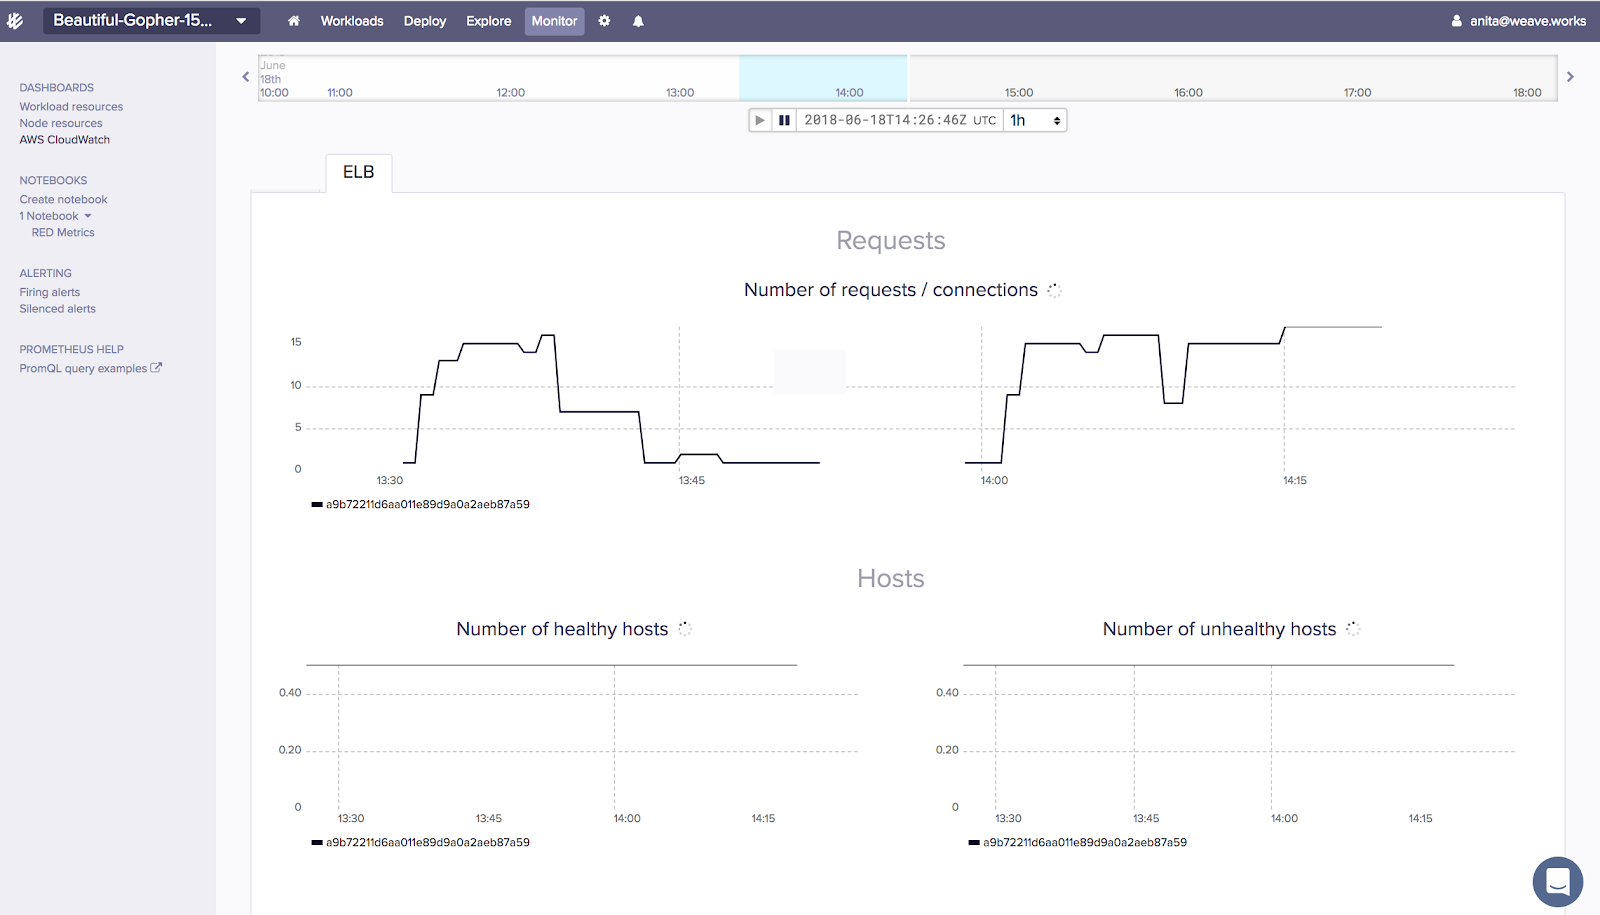 Beautiful-Gopher-15... Workloads Deploy Explore Monitor anita@weave.works
DASHBOARDS
Workload resources
Node resources
AWS CloudWatch
NOTEBOOKS
Create notebook
1 Notebook
RED Metrics
ALERTING
Firing alerts
Silenced alerts
PROMETHEUS HELP
PromQL query examples
June
18th
10:00 11:00 12:00 13:00 14:00 15:00 16:00 17:00 18:00
2018-06-18T14:26:46Z UTC 1h
ELB
Requests
Number of requests / connections
15
10
5
0
13:30 13:45 14:00 14:15
a9b72211d6aa011e89d9a0a2aeb87a59
Hosts
Number of healthy hosts
0.40
0.20
0
13:30 13:45 14:00 14:15
a9b72211d6aa011e89d9a0a2aeb87a59
Number of unhealthy hosts
0.40
0.20
0
13:30 13:45 14:00 14:15
a9b72211d6aa011e89d9a0a2aeb87a59